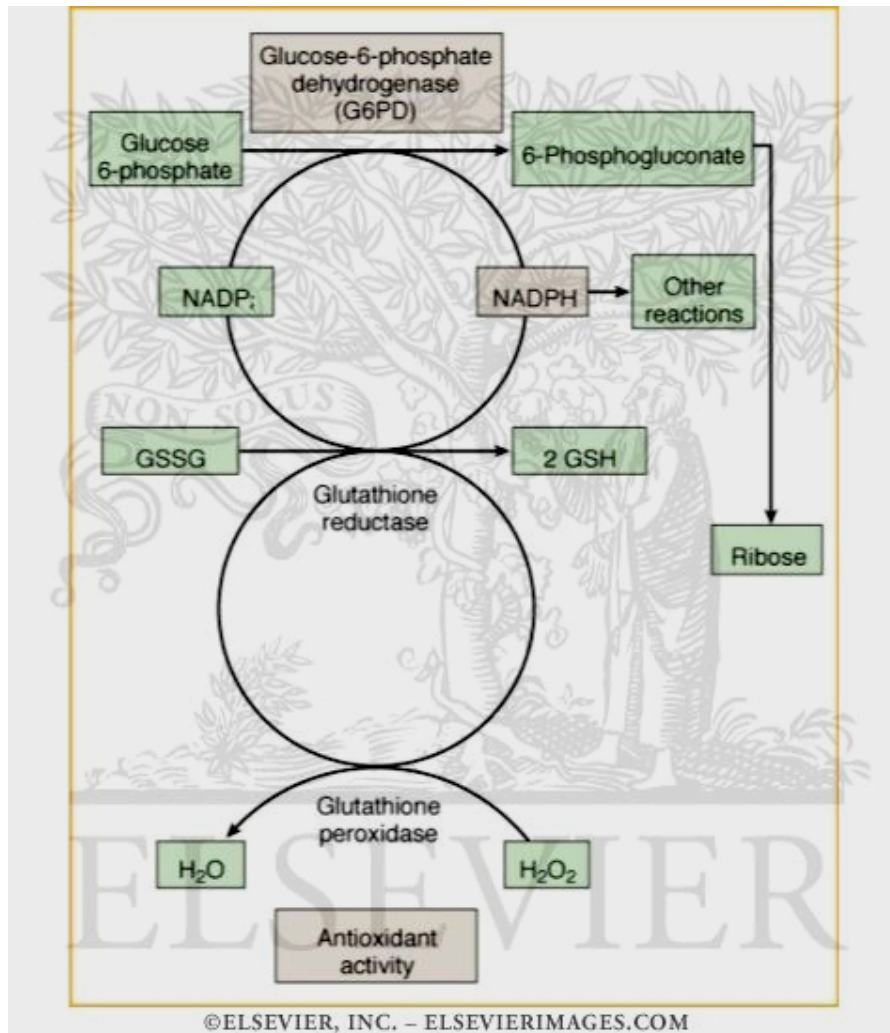 Glucose-6-phosphate
dehydrogenase
(G6PD)
Glucose
6-phosphate
6-Phosphogluconate
NADP;
NADPH
Other
reactions
NON SOLUS
GSSG
2 GSH
Glutathione
reductase
Ribose
Glutathione
peroxidase
H₂O
H₂O₂
ELSEVIER
Antioxidant
activity
©ELSEVIER, INC. – ELSEVIERIMAGES.COM